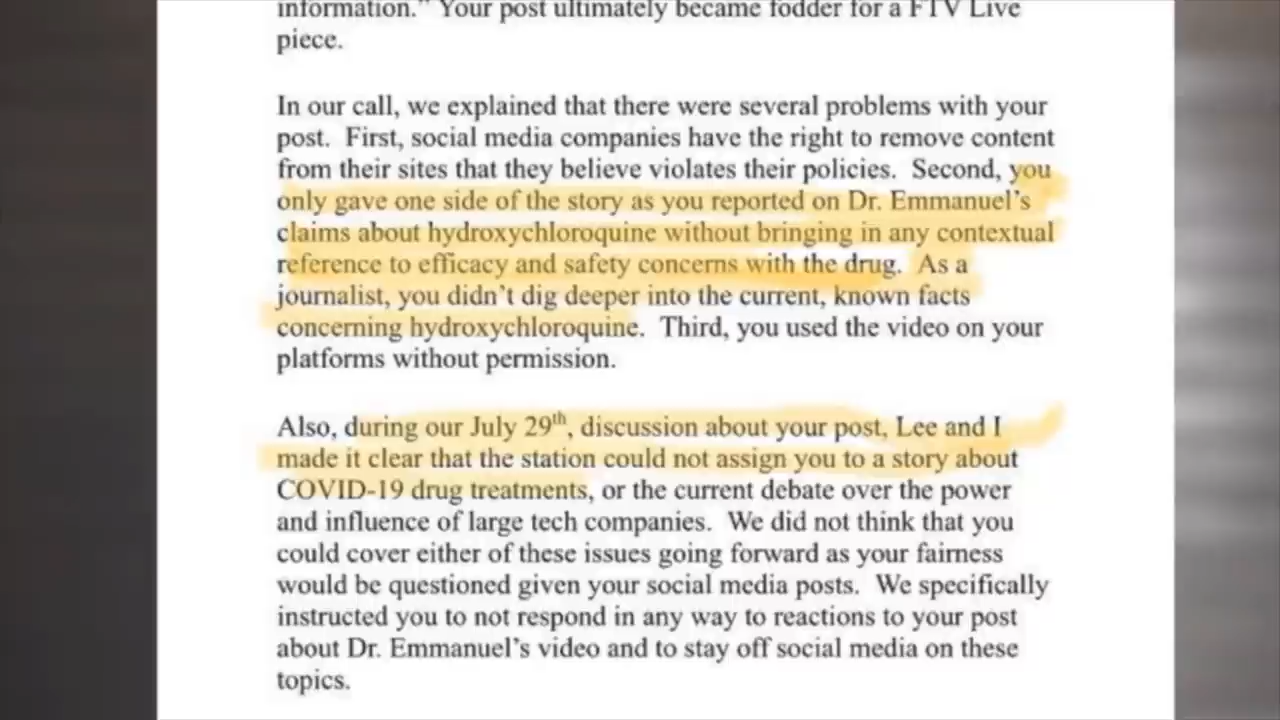 information.” Your post ultimately became fodder for a FTV Live
piece.
In our call, we explained that there were several problems with your
post. First, social media companies have the right to remove content
from their sites that they believe violates their policies. Second, you
only gave one side of the story as you reported on Dr. Emmanuel’s
claims about hydroxychloroquine without bringing in any contextual
reference to efficacy and safety concerns with the drug. As a
journalist, you didn’t dig deeper into the current, known facts
concerning hydroxychloroquine. Third, you used the video on your
platforms without permission.
Also, during our July 29th, discussion about your post, Lee and I
made it clear that the station could not assign you to a story about
COVID-19 drug treatments, or the current debate over the power
and influence of large tech companies. We did not think that you
could cover either of these issues going forward as your fairness
would be questioned given your social media posts. We specifically
instructed you to not respond in any way to reactions to your post
about Dr. Emmanuel’s video and to stay off social media on these
topics.